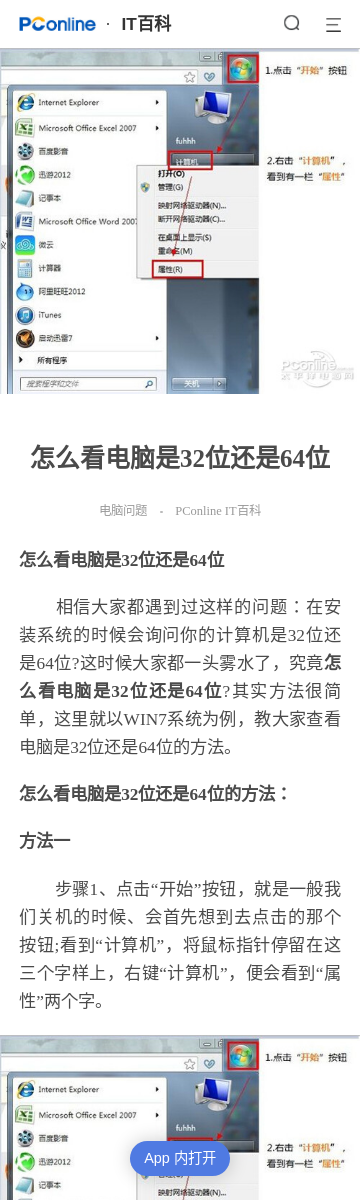 PConline · IT百科
1.点击“开始”按钮
Internet Explorer
Microsoft Office Excel 2007
百度影音
fuhhh
迅游2012
计算机
2.右击“计算机”，
看到有一栏“属性”
打开(O)
管理(G)
记事本
映射网络驱动器(N)...
Microsoft Word 2007
断开网络驱动器(C)...
微云
在桌面上显示(S)
重命名(M)
计算器
属性(R)
阿里旺旺2012
iTunes
启动迅雷7
所有程序
搜索程序和文件
关机
PConline
太平洋电脑网
怎么看电脑是32位还是64位
电脑问题 · PConline IT百科
怎么看电脑是32位还是64位
相信大家都遇到过这样的问题：在安
装系统的时候会询问你的计算机是32位还
是64位?这时候大家都一头雾水了，究竟怎
么看电脑是32位还是64位?其实方法很简
单，这里就以WIN7系统为例，教大家查看
电脑是32位还是64位的方法。
怎么看电脑是32位还是64位的方法：
方法一
步骤1、点击“开始”按钮，就是一般我
们关机的时候、会首先想到去点击的那个
按钮;看到“计算机”，将鼠标指针停留在这
三个字样上，右键“计算机”，便会看到“属
性”两个字。
1.点击“开始”按钮
Internet Explorer
Microsoft Office Excel 2007
百度影音
fuhhh
迅游2012
2.右击“计算机”，
看到有一栏“属性”
App 内打开
记事本
映射网络驱动器(N)...